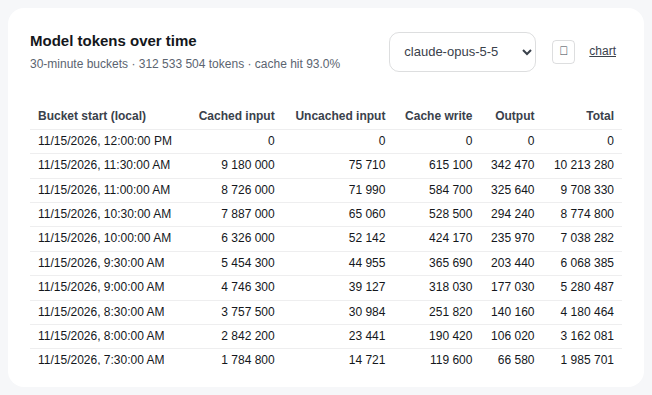 Model tokens over time
30-minute buckets · 312 533 504 tokens · cache hit 93.0%
claude-opus-5-5
chart
Bucket start (local) Cached input Uncached input Cache write Output Total
11/15/2026, 12:00:00 PM 0 0 0 0 0
11/15/2026, 11:30:00 AM 9 180 000 75 710 615 100 342 470 10 213 280
11/15/2026, 11:00:00 AM 8 726 000 71 990 584 700 325 640 9 708 330
11/15/2026, 10:30:00 AM 7 887 000 65 060 528 500 294 240 8 774 800
11/15/2026, 10:00:00 AM 6 326 000 52 142 424 170 235 970 7 038 282
11/15/2026, 9:30:00 AM 5 454 300 44 955 365 690 203 440 6 068 385
11/15/2026, 9:00:00 AM 4 746 300 39 127 318 030 177 030 5 280 487
11/15/2026, 8:30:00 AM 3 757 500 30 984 251 820 140 160 4 180 464
11/15/2026, 8:00:00 AM 2 842 200 23 441 190 420 106 020 3 162 081
11/15/2026, 7:30:00 AM 1 784 800 14 721 119 600 66 580 1 985 701